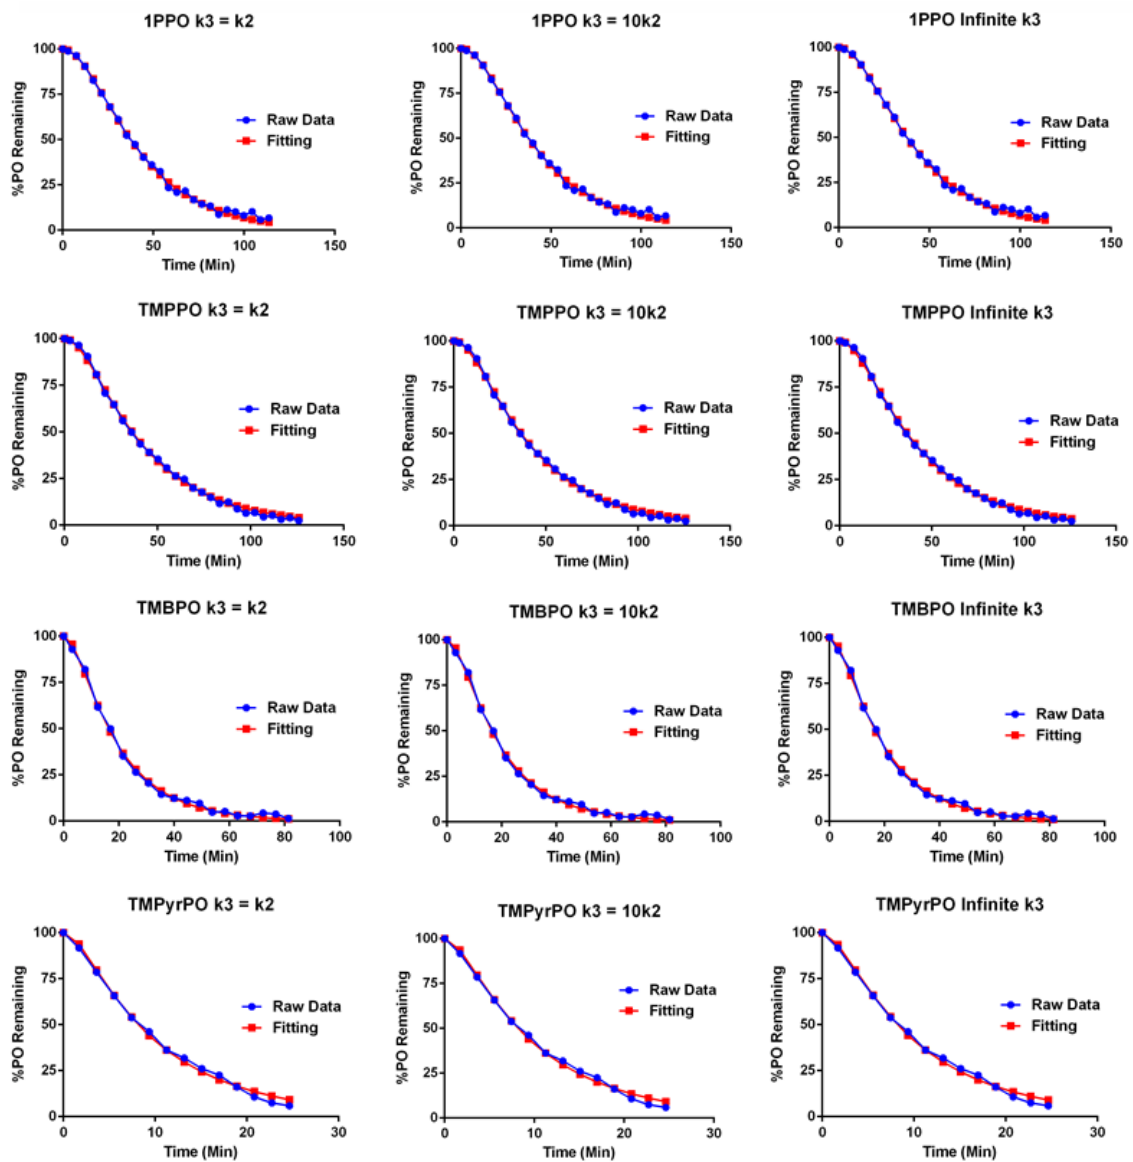 1PPO k3 = k2
%PO Remaining
100
75
50
25
0
0 50 100 150
Time (Min)
Raw Data
Fitting
1PPO k3 = 10k2
%PO Remaining
100
75
50
25
0
0 50 100 150
Time (Min)
Raw Data
Fitting
1PPO Infinite k3
%PO Remaining
100
75
50
25
0
0 50 100 150
Time (Min)
Raw Data
Fitting
TMPPO k3 = k2
%PO Remaining
100
75
50
25
0
0 50 100 150
Time (Min)
Raw Data
Fitting
TMPPO k3 = 10k2
%PO Remaining
100
75
50
25
0
0 50 100 150
Time (Min)
Raw Data
Fitting
TMPPO Infinite k3
%PO Remaining
100
75
50
25
0
0 50 100 150
Time (Min)
Raw Data
Fitting
TMBPO k3 = k2
%PO Remaining
100
75
50
25
0
0 20 40 60 80 100
Time (Min)
Raw Data
Fitting
TMBPO k3 = 10k2
%PO Remaining
100
75
50
25
0
0 20 40 60 80 100
Time (Min)
Raw Data
Fitting
TMBPO Infinite k3
%PO Remaining
100
75
50
25
0
0 20 40 60 80 100
Time (Min)
Raw Data
Fitting
TMPyrPO k3 = k2
%PO Remaining
100
75
50
25
0
0 10 20 30
Time (Min)
Raw Data
Fitting
TMPyrPO k3 = 10k2
%PO Remaining
100
75
50
25
0
0 10 20 30
Time (Min)
Raw Data
Fitting
TMPyrPO Infinite k3
%PO Remaining
100
75
50
25
0
0 10 20 30
Time (Min)
Raw Data
Fitting